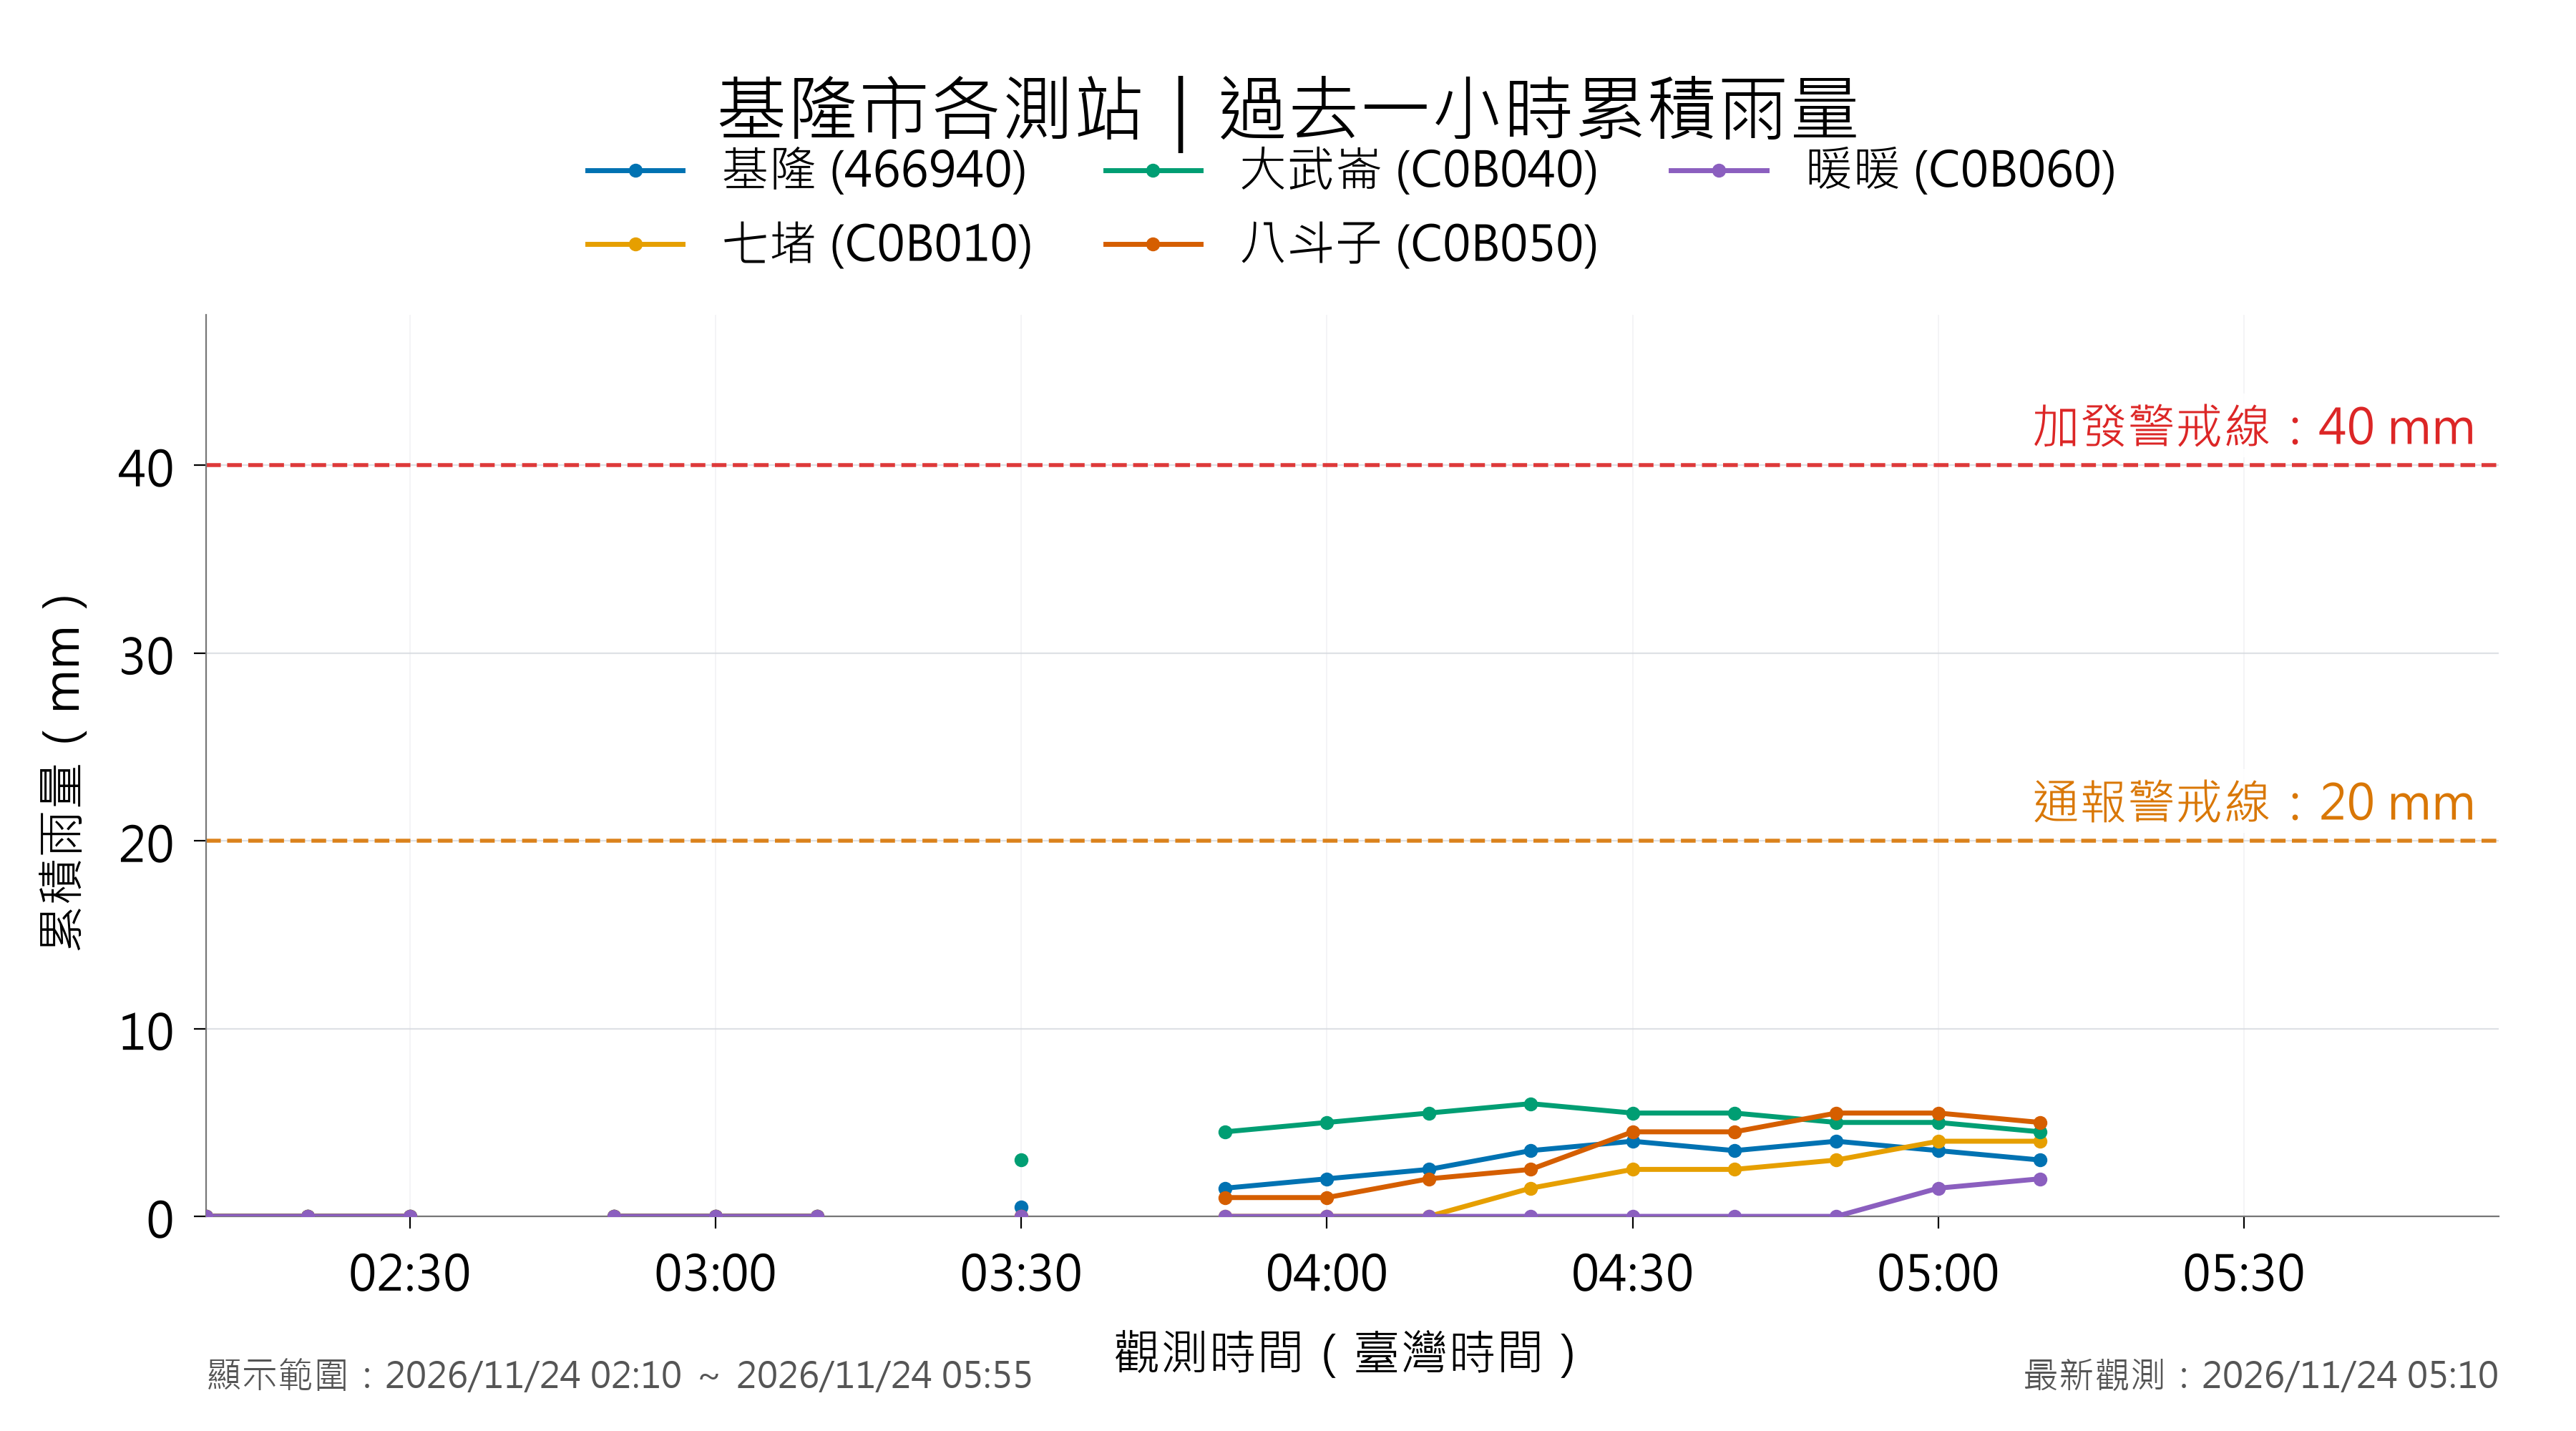 基隆市各測站｜過去一小時累積雨量
基隆 (466940)
大武崙 (C0B040)
暖暖 (C0B060)
七堵 (C0B010)
八斗子 (C0B050)
加發警戒線：40 mm
通報警戒線：20 mm
累積雨量（mm）
40
30
20
10
0
02:30
03:00
03:30
04:00
04:30
05:00
05:30
觀測時間（臺灣時間）
顯示範圍：2026/11/24 02:10 ~ 2026/11/24 05:55
最新觀測：2026/11/24 05:10